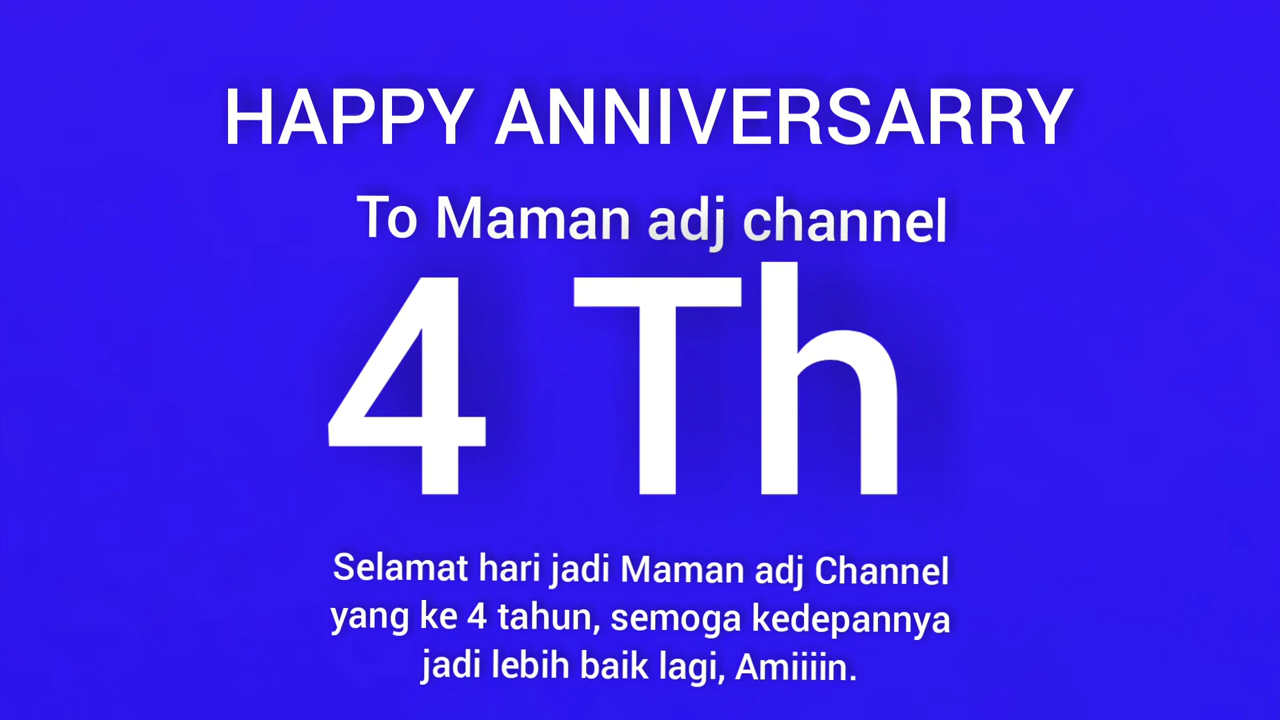 HAPPY ANNIVERSARRY
To Maman adj channel
4 Th
Selamat hari jadi Maman adj Channel
yang ke 4 tahun, semoga kedepannya
jadi lebih baik lagi, Amiiiin.